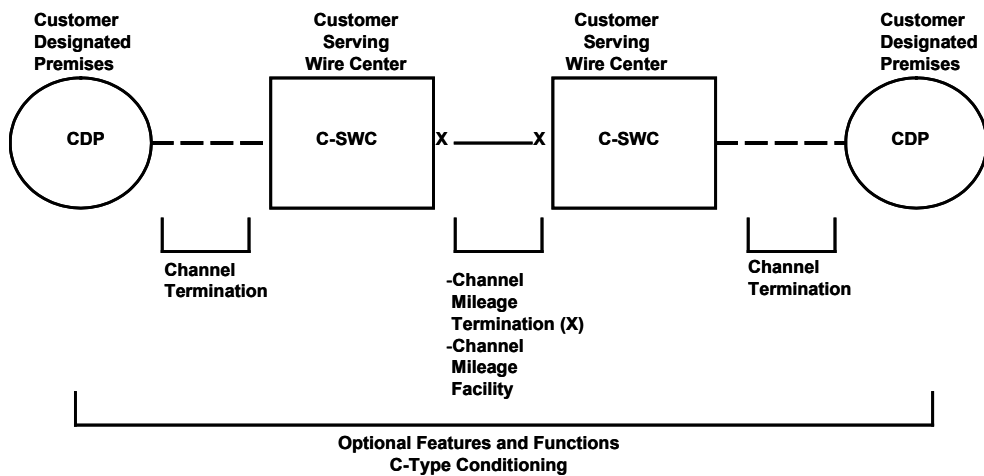 Customer
Designated
Premises
Customer
Serving
Wire Center
Customer
Serving
Wire Center
Customer
Designated
Premises
CDP
C-SWC
X
X
C-SWC
CDP
Channel
Termination
-Channel
Mileage
Termination (X)
-Channel
Mileage
Facility
Channel
Termination
Optional Features and Functions
C-Type Conditioning